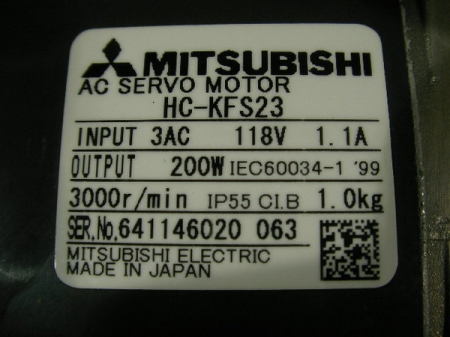 MITSUBISHI
AC SERVO MOTOR
HC-KFS23
INPUT 3AC 118V 1.1A
OUTPUT 200W IEC60034-1 '99
3000r/min IP55 CI.B 1.0kg
SER.No.641146020 063
MITSUBISHI ELECTRIC
MADE IN JAPAN